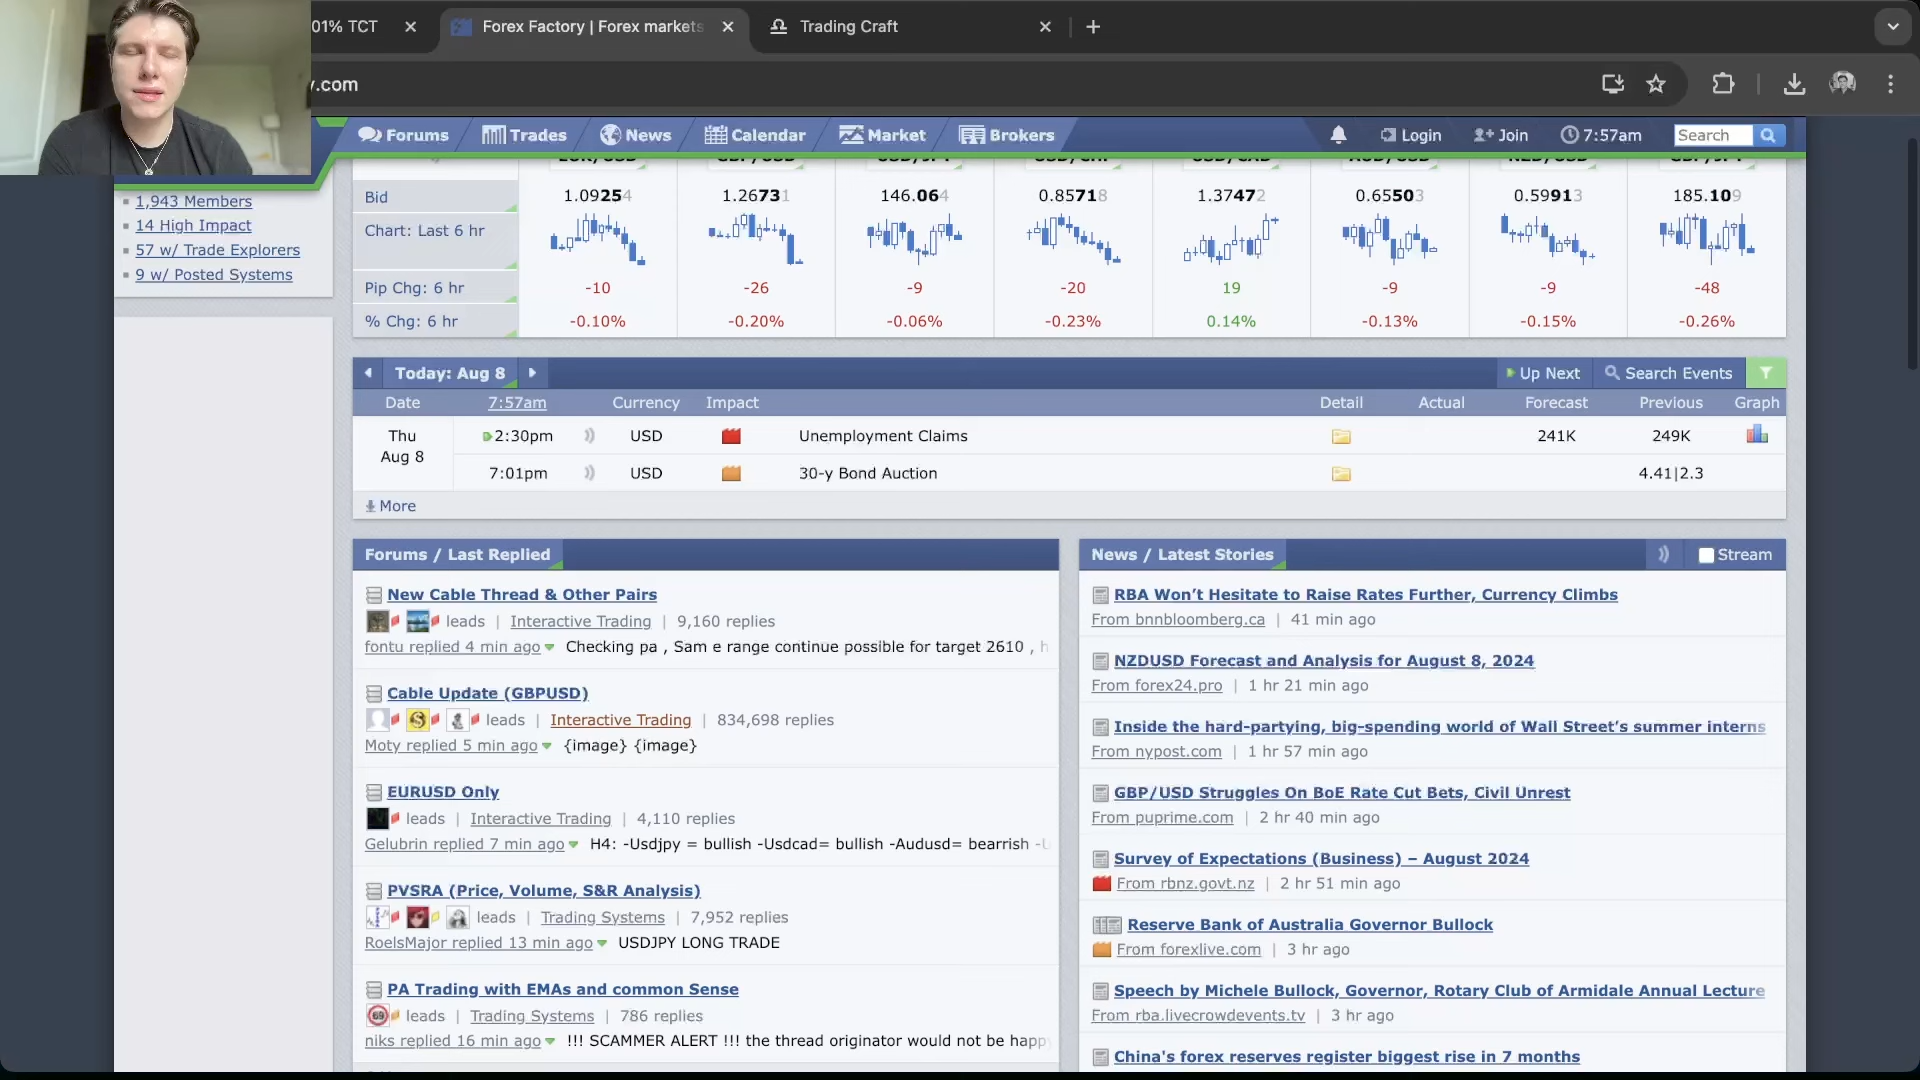 01% TCT
Forex Factory | Forex markets
Trading Craft
y.com
Forums
Trades
News
Calendar
Market
Brokers
Login
Join
7:57am
Search
1,943 Members
14 High Impact
57 w/ Trade Explorers
9 w/ Posted Systems
EUR/USD GBP/USD USD/JPY USD/CHF USD/CAD AUD/USD NZD/USD GBP/JPY
Bid 1.09254 1.26731 146.064 0.85718 1.37472 0.65503 0.59913 185.109
Chart: Last 6 hr
Pip Chg: 6 hr -10 -26 -9 -20 19 -9 -9 -48
% Chg: 6 hr -0.10% -0.20% -0.06% -0.23% 0.14% -0.13% -0.15% -0.26%
Today: Aug 8 Up Next Search Events
Date 7:57am Currency Impact Detail Actual Forecast Previous Graph
Thu
Aug 8
2:30pm USD Unemployment Claims 241K 249K
7:01pm USD 30-y Bond Auction 4.41|2.3
More
Forums / Last Replied
New Cable Thread & Other Pairs
leads | Interactive Trading | 9,160 replies
fontu replied 4 min ago Checking pa , Sam e range continue possible for target 2610 , h
Cable Update (GBPUSD)
leads | Interactive Trading | 834,698 replies
Moty replied 5 min ago {image} {image}
EURUSD Only
leads | Interactive Trading | 4,110 replies
Gelubrin replied 7 min ago H4: -Usdjpy = bullish -Usdcad= bullish -Audusd= bearrish -U
PVSRA (Price, Volume, S&R Analysis)
leads | Trading Systems | 7,952 replies
RoelsMajor replied 13 min ago USDJPY LONG TRADE
PA Trading with EMAs and common Sense
69 leads | Trading Systems | 786 replies
niks replied 16 min ago !!! SCAMMER ALERT !!! the thread originator would not be happy
News / Latest Stories Stream
RBA Won’t Hesitate to Raise Rates Further, Currency Climbs
From bnnbloomberg.ca | 41 min ago
NZDUSD Forecast and Analysis for August 8, 2024
From forex24.pro | 1 hr 21 min ago
Inside the hard-partying, big-spending world of Wall Street’s summer interns
From nypost.com | 1 hr 57 min ago
GBP/USD Struggles On BoE Rate Cut Bets, Civil Unrest
From puprime.com | 2 hr 40 min ago
Survey of Expectations (Business) – August 2024
From rbnz.govt.nz | 2 hr 51 min ago
Reserve Bank of Australia Governor Bullock
From forexlive.com | 3 hr ago
Speech by Michele Bullock, Governor, Rotary Club of Armidale Annual Lecture
From rba.livecrowdevents.tv | 3 hr ago
China's forex reserves register biggest rise in 7 months